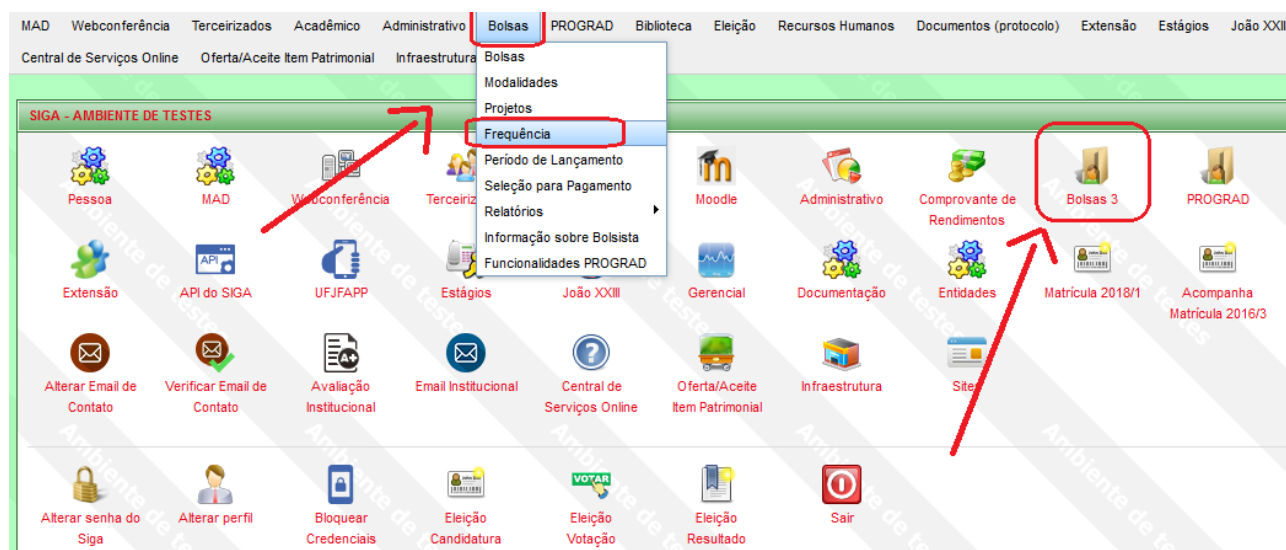 MAD Webconferência Terceirizados Acadêmico Administrativo Bolsas PROGRAD Biblioteca Eleição Recursos Humanos Documentos (protocolo) Extensão Estágios João XXIII
Central de Serviços Online Oferta/Aceite Item Patrimonial Infraestrutura
Bolsas
Modalidades
Projetos
Frequência
Período de Lançamento
Seleção para Pagamento
Relatórios
Informação sobre Bolsista
Funcionalidades PROGRAD
SIGA - AMBIENTE DE TESTES
Pessoa MAD Webconferência Moodle Administrativo Comprovante de Bolsas 3 PROGRAD
Rendimentos
Extensão API do SIGA UFJFAPP Estágios João XXIII Gerencial Documentação Entidades Matrícula 2018/1 Acompanha
Matrícula 2016/3
Alterar Email de Verificar Email de Avaliação Email Institucional Central de Oferta/Aceite Infraestrutura
Contato Contato Institucional Serviços Online Item Patrimonial
Alterar senha do Alterar perfil Bloquear Eleição Eleição Eleição Sair
Siga Credenciais Candidatura Votação Resultado
API
A+
VOTAR
Ambiente de testes